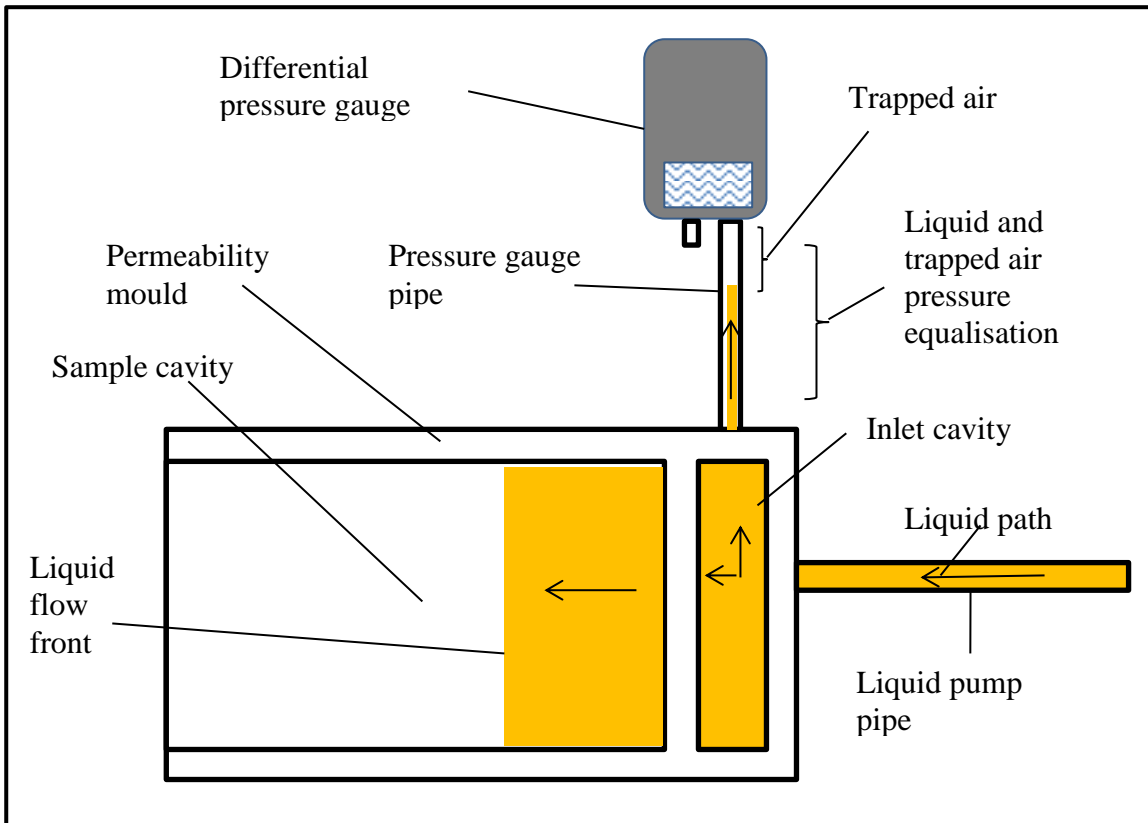 Differential
pressure gauge
Trapped air
Permeability
mould
Pressure gauge
pipe
Liquid and
trapped air
pressure
equalisation
Sample cavity
Inlet cavity
Liquid path
Liquid
flow
front
Liquid pump
pipe